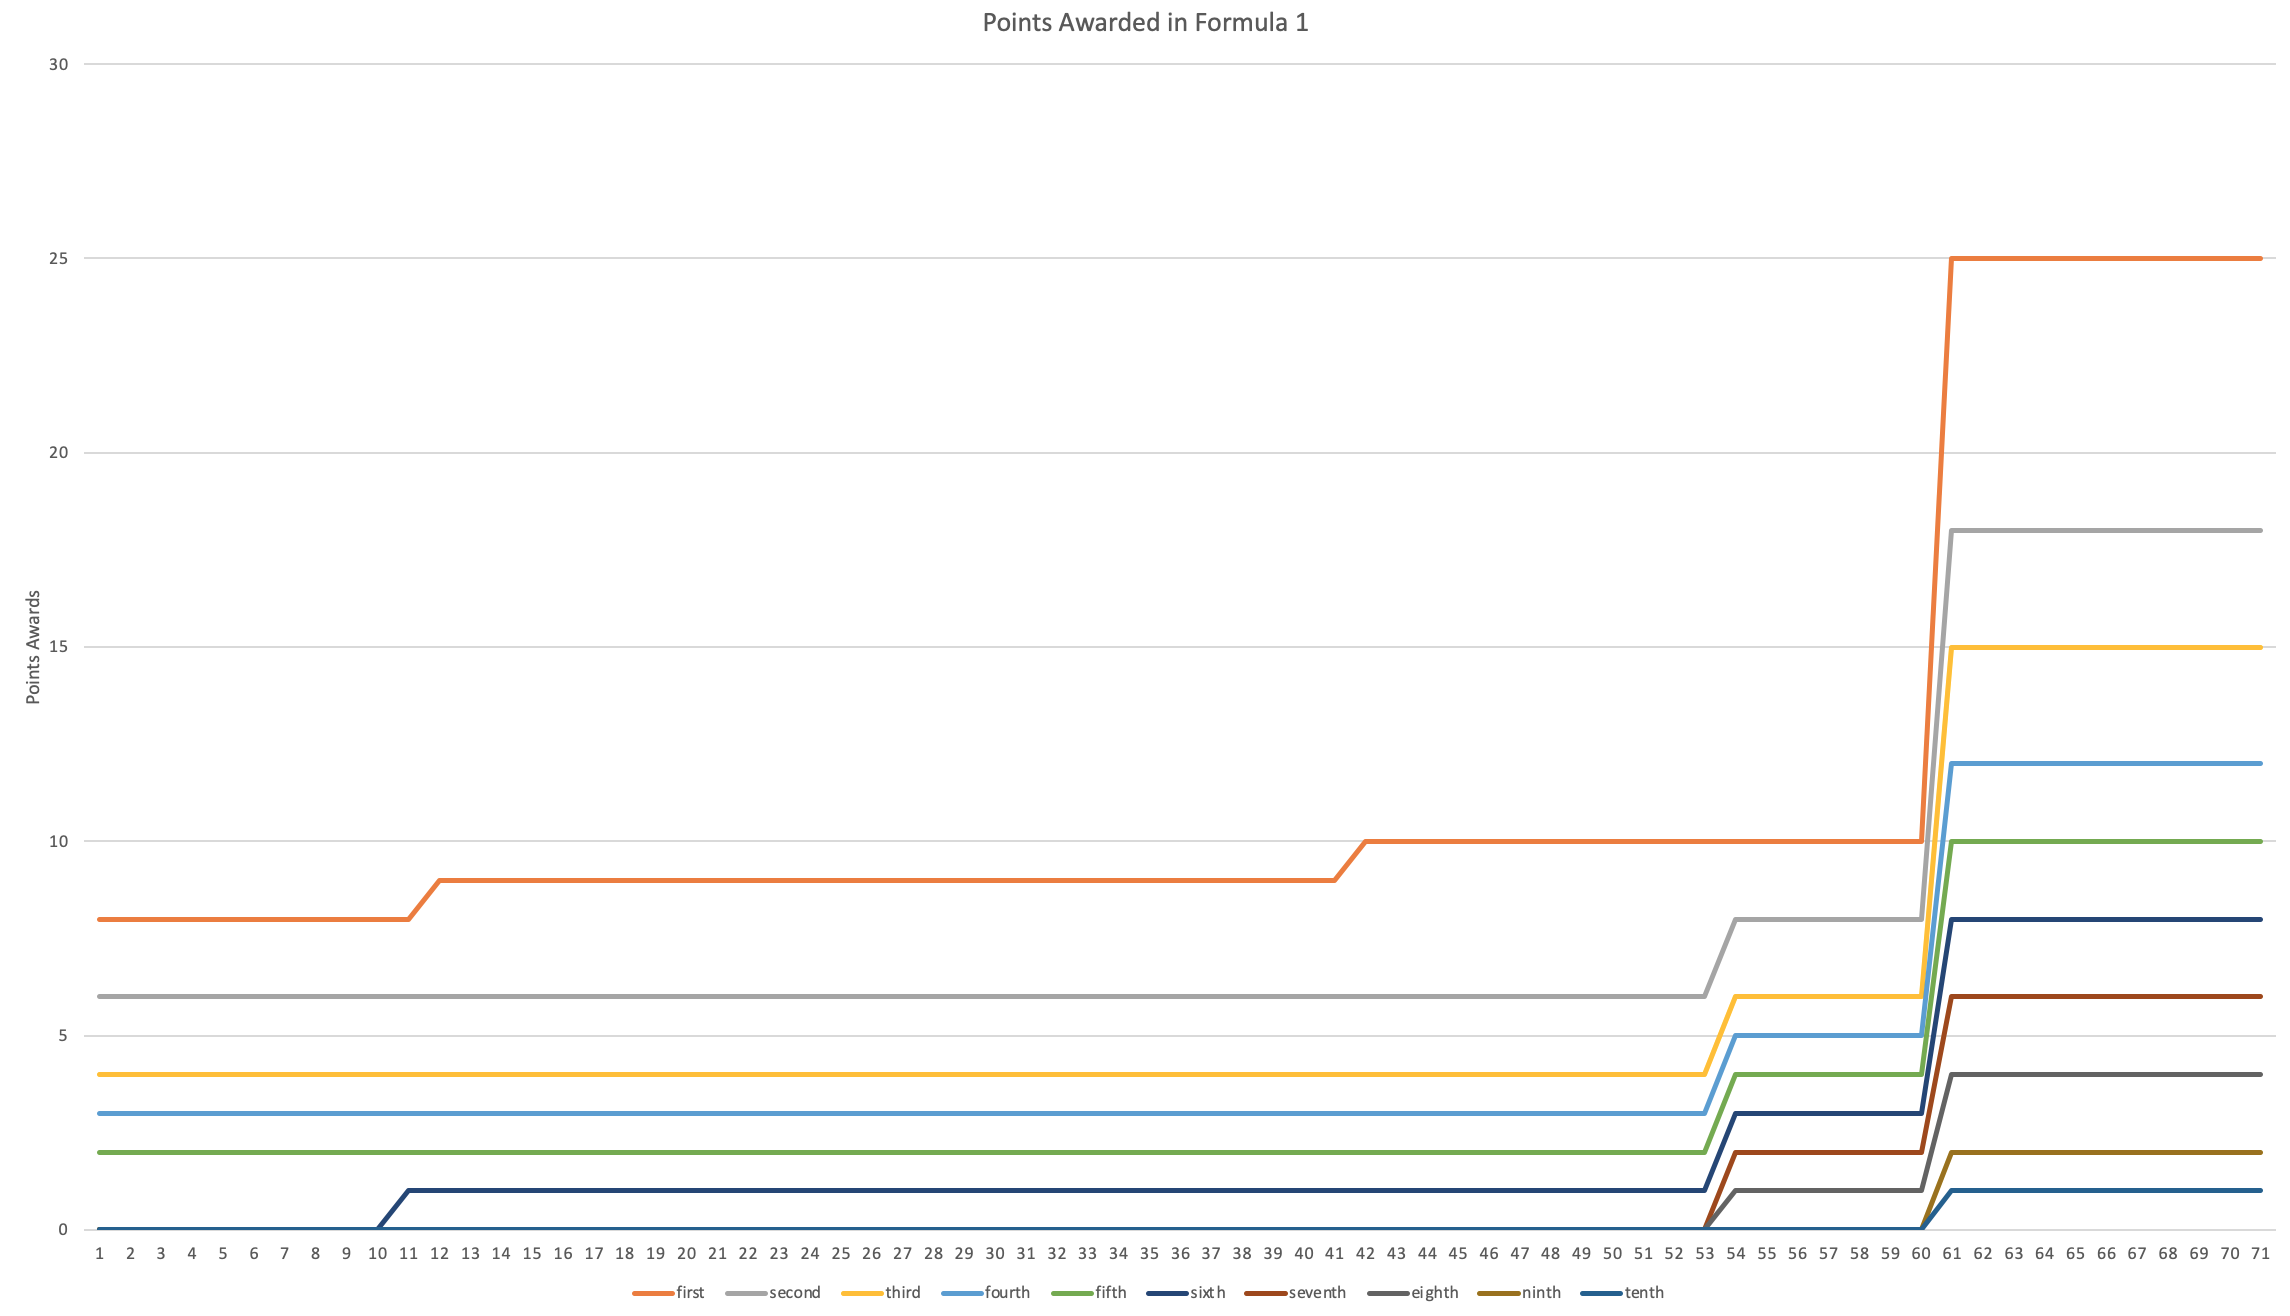 Points Awarded in Formula 1
30
25
20
15
10
5
0
Points Awards
1 2 3 4 5 6 7 8 9 10 11 12 13 14 15 16 17 18 19 20 21 22 23 24 25 26 27 28 29 30 31 32 33 34 35 36 37 38 39 40 41 42 43 44 45 46 47 48 49 50 51 52 53 54 55 56 57 58 59 60 61 62 63 64 65 66 67 68 69 70 71
first second third fourth fifth sixth seventh eighth ninth tenth